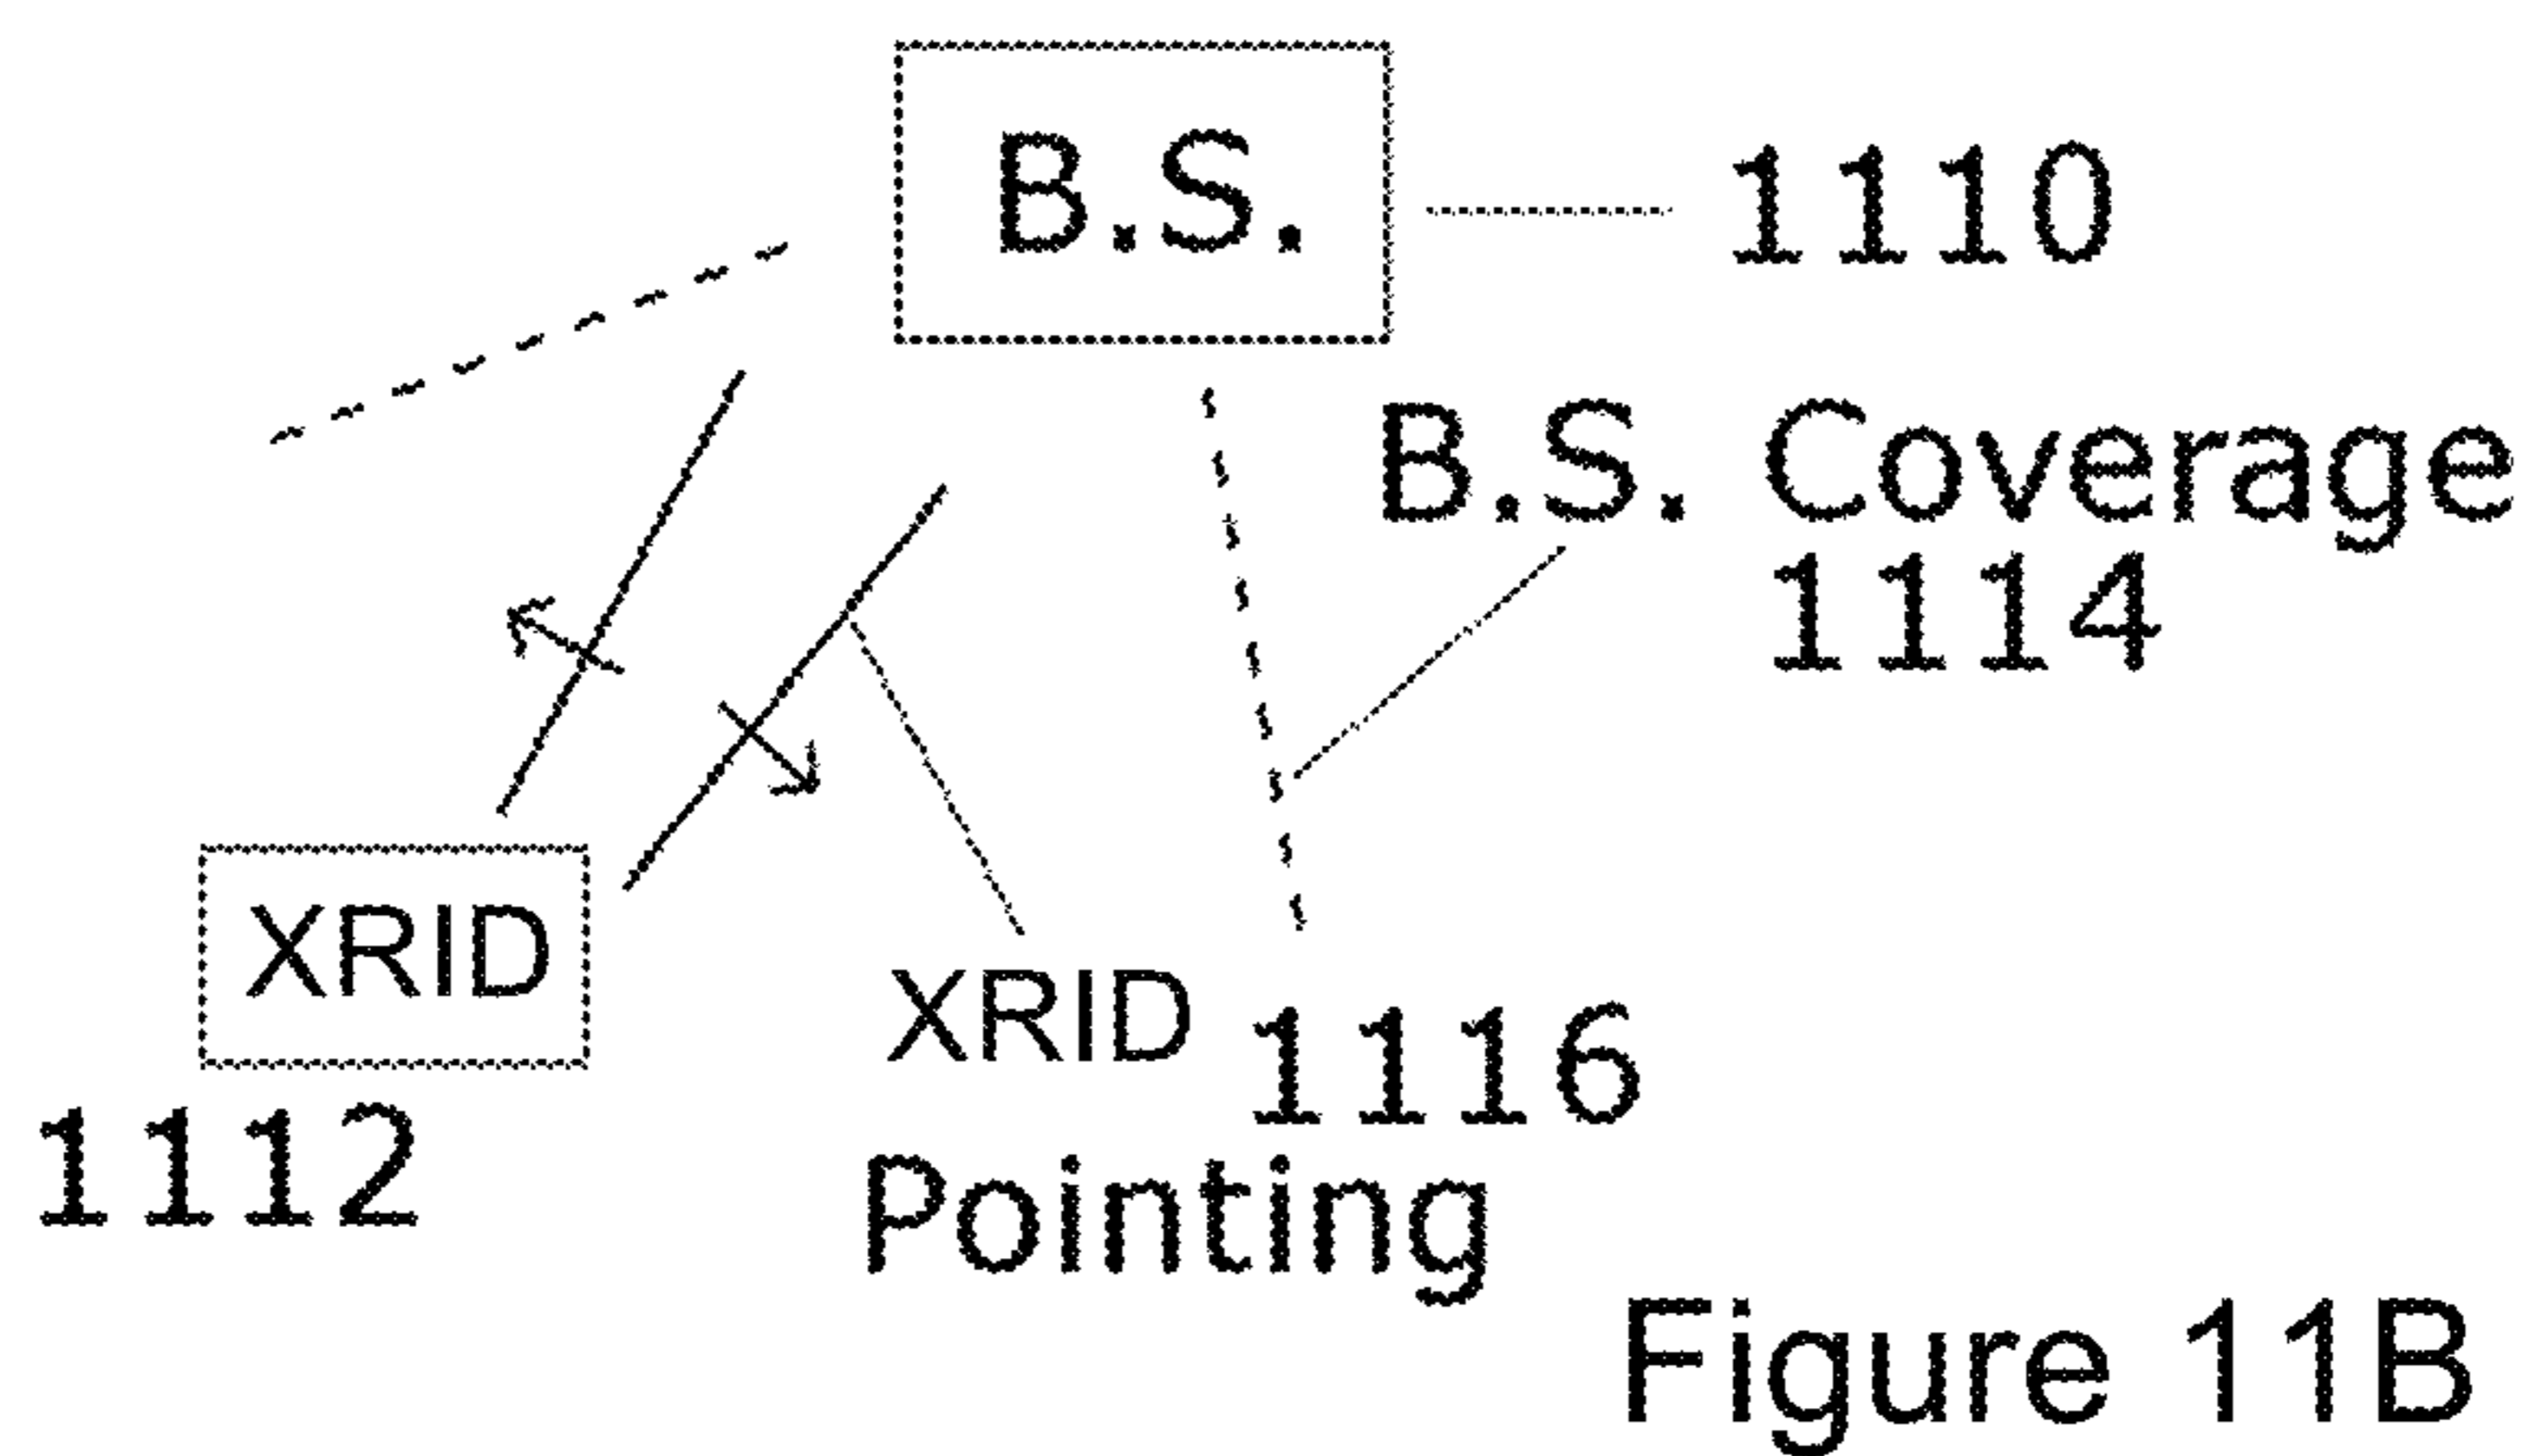 B.S.
1110
B.S. Coverage
1114
XRID
1112
XRID 1116
Pointing
Figure 11B